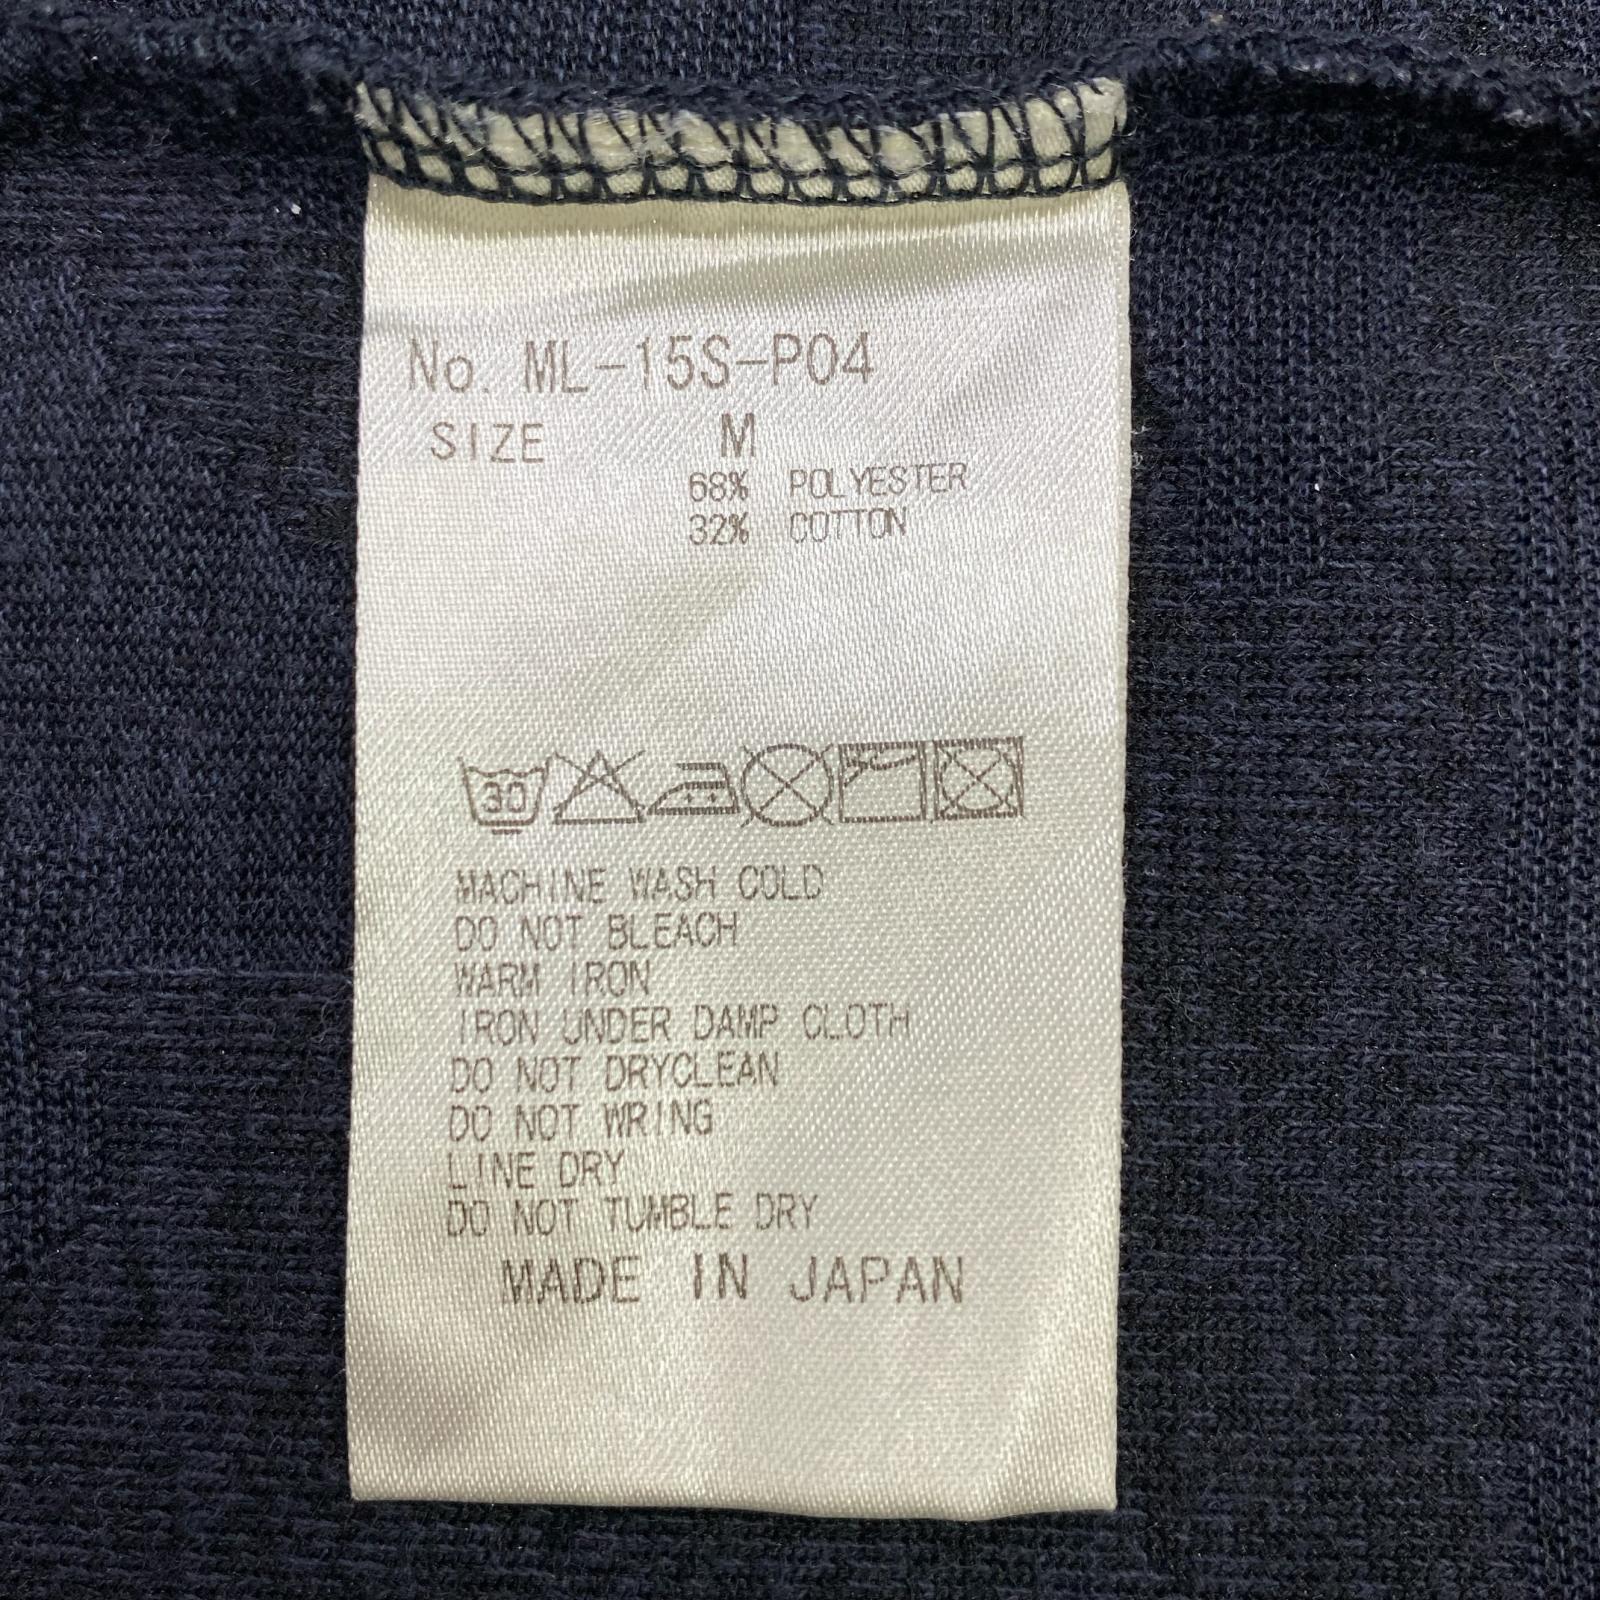 No. ML-15S-P04
SIZE M
68% POLYESTER
32% COTTON
30
MACHINE WASH COLD
DO NOT BLEACH
WARM IRON
IRON UNDER DAMP CLOTH
DO NOT DRYCLEAN
DO NOT WRING
LINE DRY
DO NOT TUMBLE DRY
MADE IN JAPAN